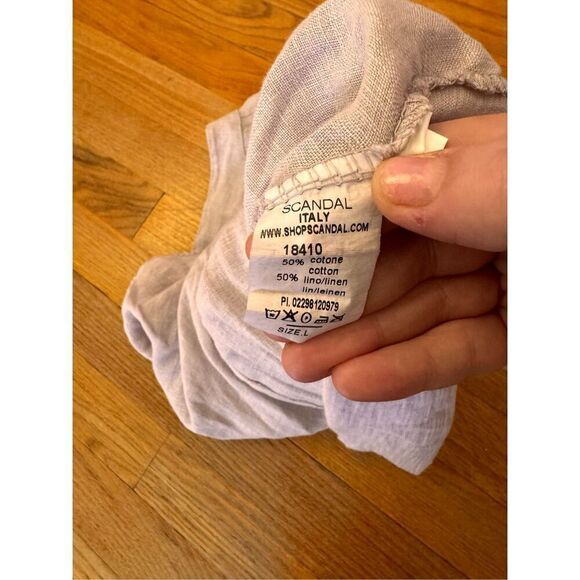 SCANDAL
ITALY
WWW.SHOPSCANDAL.COM
18410
50% cotone
cotton
50% lino/linen
lin/leinen
PI. 02298120979
SIZE.L